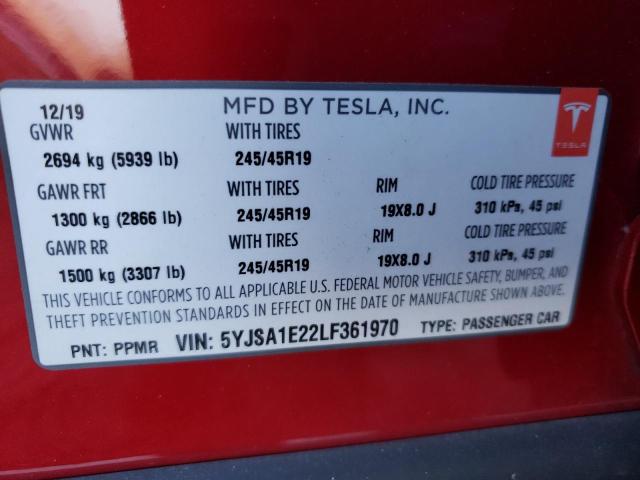 12/19 MFD BY TESLA, INC.
GVWR WITH TIRES TESLA
2694 kg (5939 lb) 245/45R19
GAWR FRT WITH TIRES RIM COLD TIRE PRESSURE
1300 kg (2866 lb) 245/45R19 19X8.0 J 310 kPa, 45 psi
GAWR RR WITH TIRES RIM COLD TIRE PRESSURE
1500 kg (3307 lb) 245/45R19 19X8.0 J 310 kPa, 45 psi
THIS VEHICLE CONFORMS TO ALL APPLICABLE U.S. FEDERAL MOTOR VEHICLE SAFETY, BUMPER, AND
THEFT PREVENTION STANDARDS IN EFFECT ON THE DATE OF MANUFACTURE SHOWN ABOVE.
PNT: PPMR VIN: 5YJSA1E22LF361970 TYPE: PASSENGER CAR